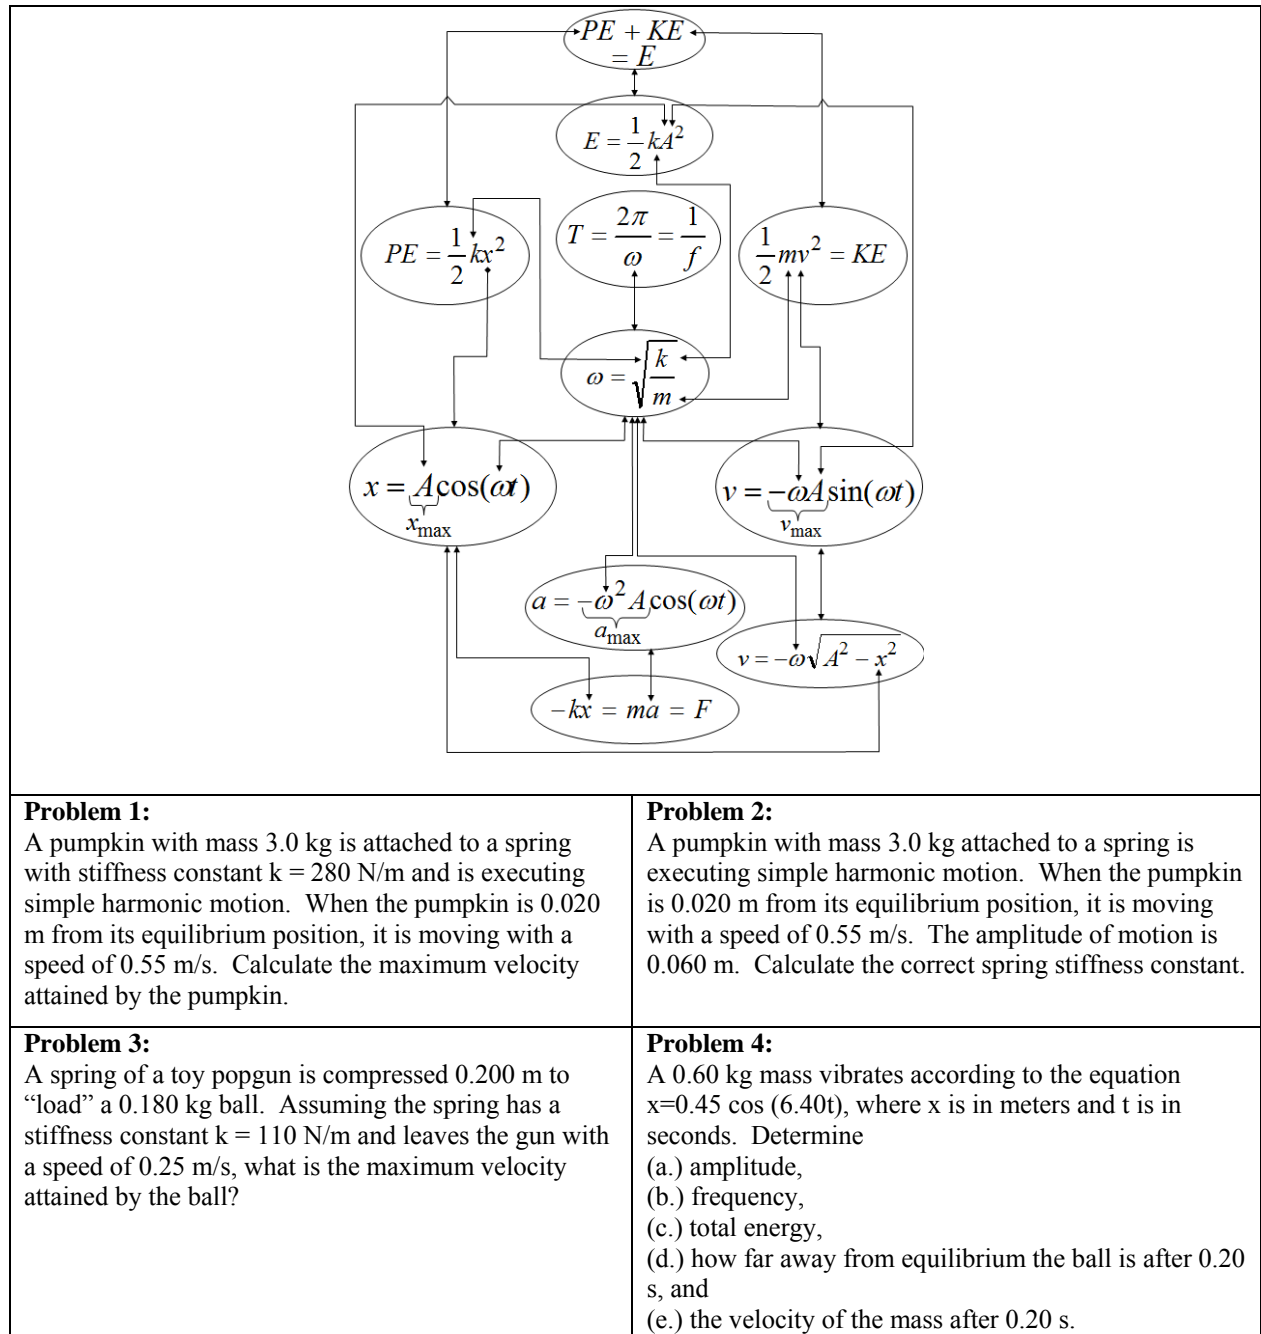 PE + KE
= E
E = 1/2 kA²
PE = 1/2 kx²
T = 2π/ω = 1/f
1/2 mv² = KE
ω = √(k/m)
x = A cos(ωt)
x max
v = −ωA sin(ωt)
v max
a = −ω² A cos(ωt)
a max
v = −ω√(A² − x²)
−kx = ma = F
Problem 1:
A pumpkin with mass 3.0 kg is attached to a spring
with stiffness constant k = 280 N/m and is executing
simple harmonic motion. When the pumpkin is 0.020
m from its equilibrium position, it is moving with a
speed of 0.55 m/s. Calculate the maximum velocity
attained by the pumpkin.
Problem 2:
A pumpkin with mass 3.0 kg attached to a spring is
executing simple harmonic motion. When the pumpkin
is 0.020 m from its equilibrium position, it is moving
with a speed of 0.55 m/s. The amplitude of motion is
0.060 m. Calculate the correct spring stiffness constant.
Problem 3:
A spring of a toy popgun is compressed 0.200 m to
“load” a 0.180 kg ball. Assuming the spring has a
stiffness constant k = 110 N/m and leaves the gun with
a speed of 0.25 m/s, what is the maximum velocity
attained by the ball?
Problem 4:
A 0.60 kg mass vibrates according to the equation
x=0.45 cos (6.40t), where x is in meters and t is in
seconds. Determine
(a.) amplitude,
(b.) frequency,
(c.) total energy,
(d.) how far away from equilibrium the ball is after 0.20
s, and
(e.) the velocity of the mass after 0.20 s.